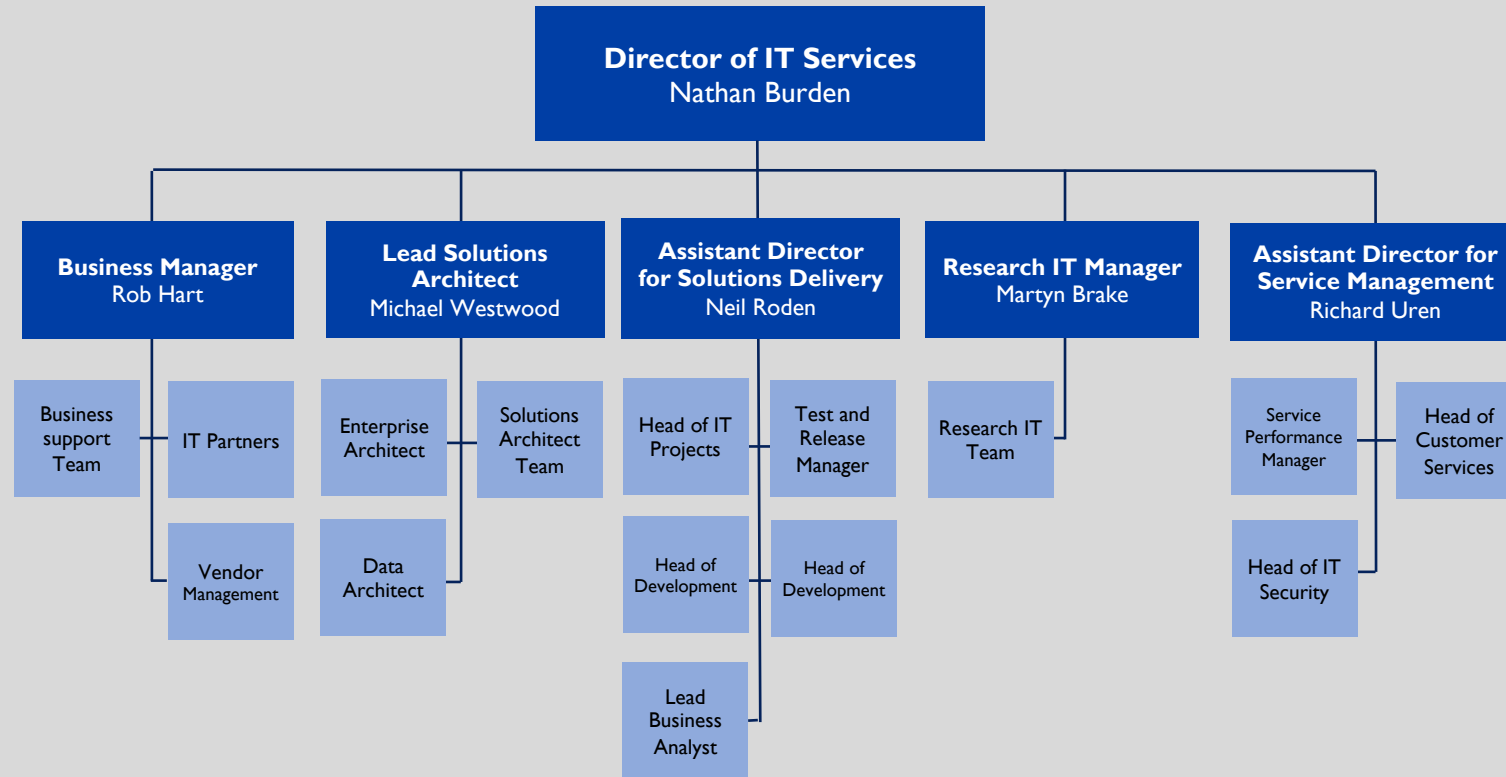 Director of IT Services
Nathan Burden
Business Manager
Rob Hart
Lead Solutions
Architect
Michael Westwood
Assistant Director
for Solutions Delivery
Neil Roden
Research IT Manager
Martyn Brake
Assistant Director for
Service Management
Richard Uren
Business
support
Team
IT Partners
Vendor
Management
Enterprise
Architect
Solutions
Architect
Team
Data
Architect
Head of IT
Projects
Test and
Release
Manager
Head of
Development
Head of
Development
Lead
Business
Analyst
Research IT
Team
Service
Performance
Manager
Head of
Customer
Services
Head of IT
Security